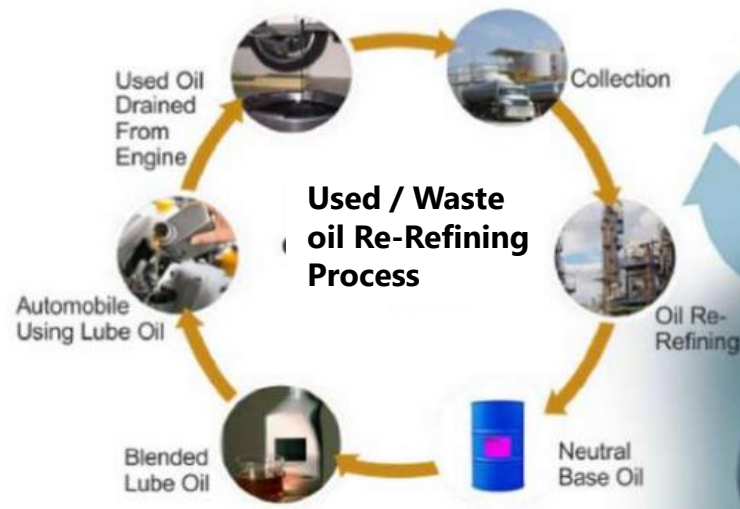 Used / Waste
oil Re-Refining
Process
Used Oil
Drained
From
Engine
Collection
Oil Re-
Refining
Neutral
Base Oil
Blended
Lube Oil
Automobile
Using Lube Oil